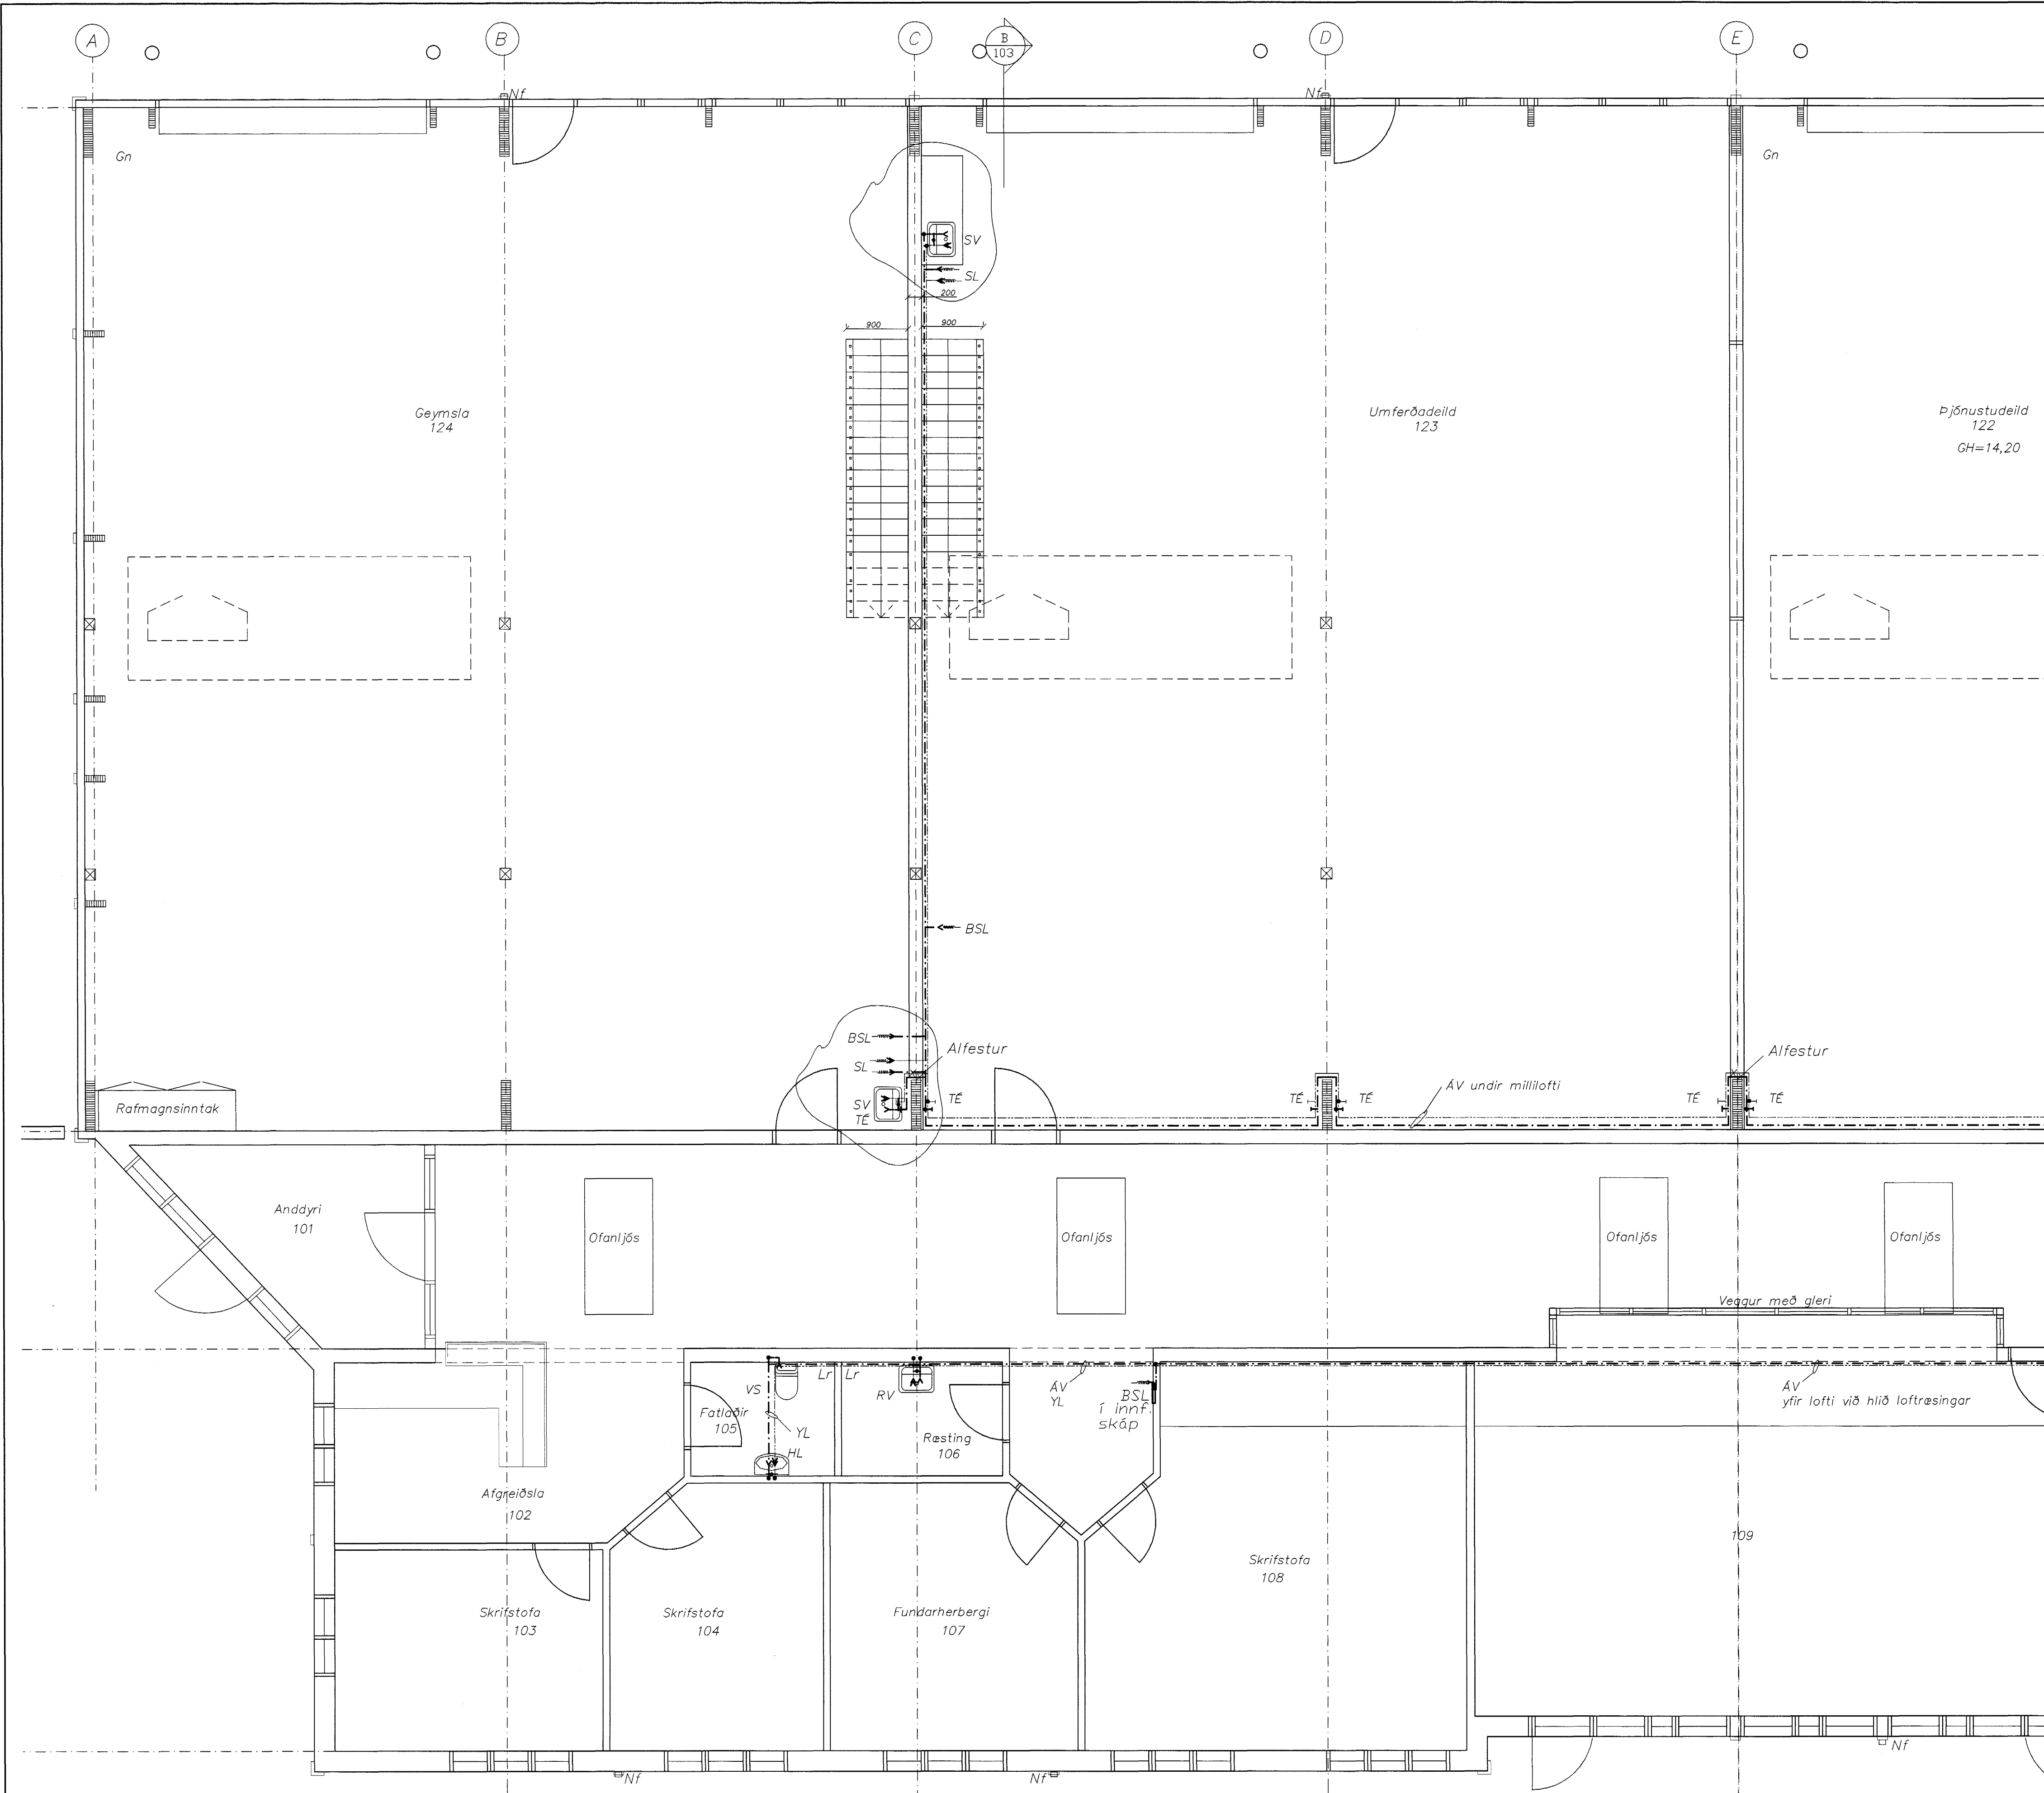 A
B
C
B
103
D
E
Nf
Nf
Gn
Gn
SV
SL
200
900
900
Geymsla
124
Umferðadeild
123
Þjónustudeild
122
GH=14,20
BSL
BSL
SL
Alfestur
Alfestur
SV
TÉ
TÉ
TÉ
TÉ
TÉ
TÉ
ÁV undir millilofti
Rafmagnsinntak
Anddyri
101
Ofanljós
Ofanljós
Ofanljós
Ofanljós
Veggur með gleri
VS
Lr
Lr
RV
ÁV
YL
BSL
í innf.
skáp
ÁV
yfir lofti við hlið loftræsingar
Fatlaðir
105
YL
HL
Ræsting
106
Afgreiðsla
102
109
Skrifstofa
108
Skrifstofa
103
Skrifstofa
104
Fundarherbergi
107
Nf
Nf
Nf